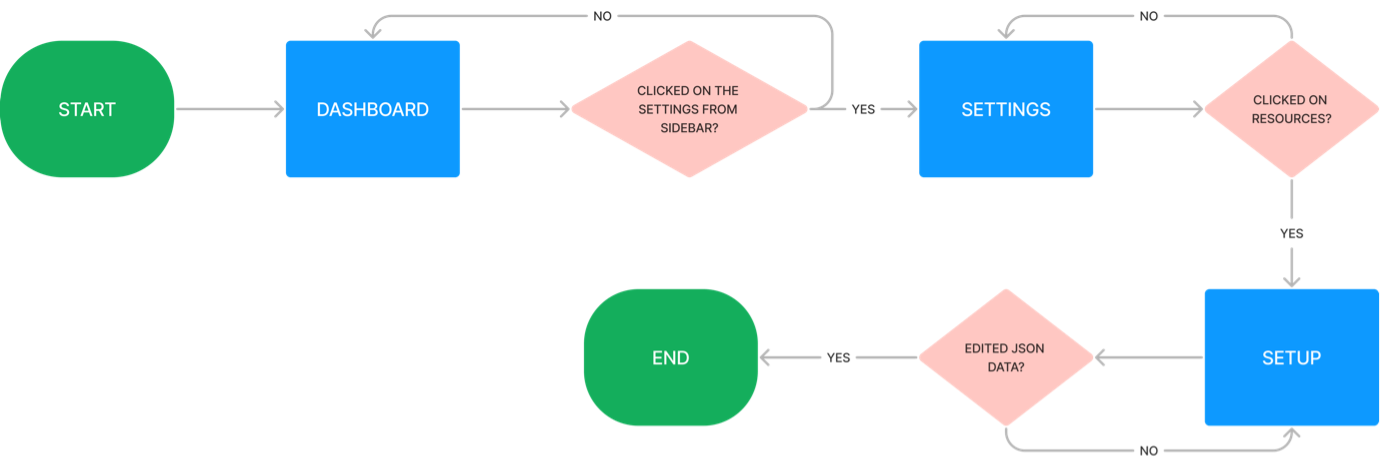 NO
NO
START
DASHBOARD
CLICKED ON THE
SETTINGS FROM
SIDEBAR?
YES
SETTINGS
CLICKED ON
RESOURCES?
YES
SETUP
EDITED JSON
DATA?
YES
END
NO